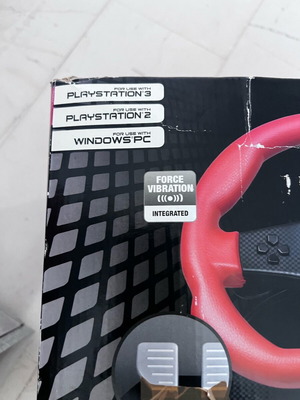 FOR USE WITH
PLAYSTATION®3
FOR USE WITH
PLAYSTATION®2
FOR USE WITH
WINDOWS PC
FORCE
VIBRATION
INTEGRATED